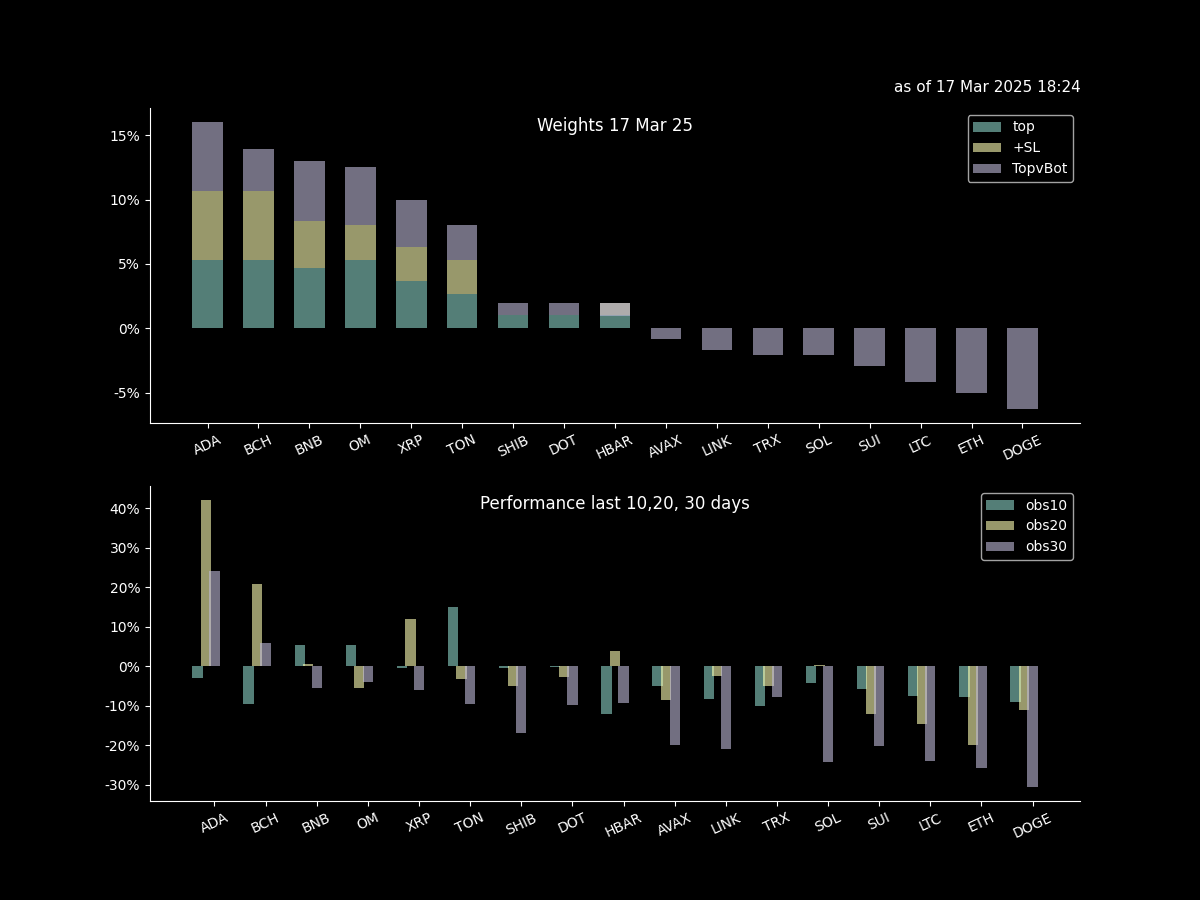 as of 17 Mar 2025 18:24
Weights 17 Mar 25
top
+SL
TopvBot
15%
10%
5%
0%
-5%
ADA BCH BNB OM XRP TON SHIB DOT HBAR AVAX LINK TRX SOL SUI LTC ETH DOGE
Performance last 10,20, 30 days
obs10
obs20
obs30
40%
30%
20%
10%
0%
-10%
-20%
-30%
ADA BCH BNB OM XRP TON SHIB DOT HBAR AVAX LINK TRX SOL SUI LTC ETH DOGE